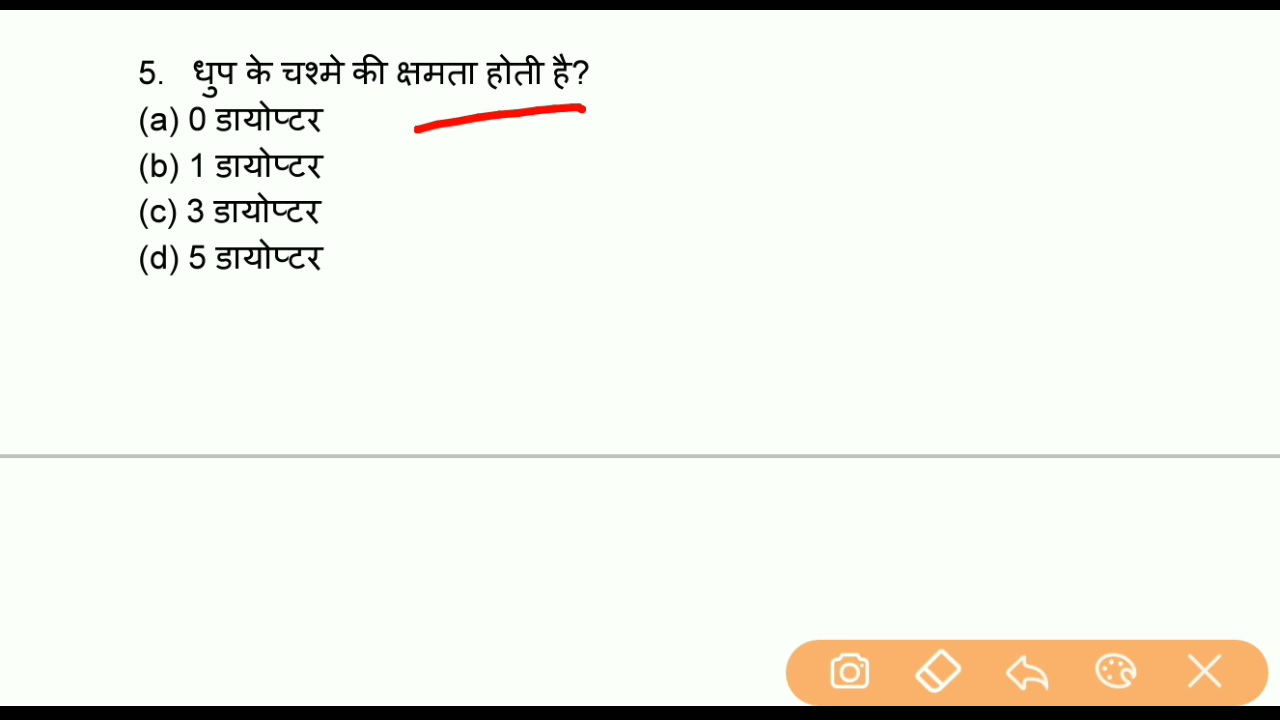 5. धुप के चश्मे की क्षमता होती है?
(a) 0 डायोप्टर
(b) 1 डायोप्टर
(c) 3 डायोप्टर
(d) 5 डायोप्टर